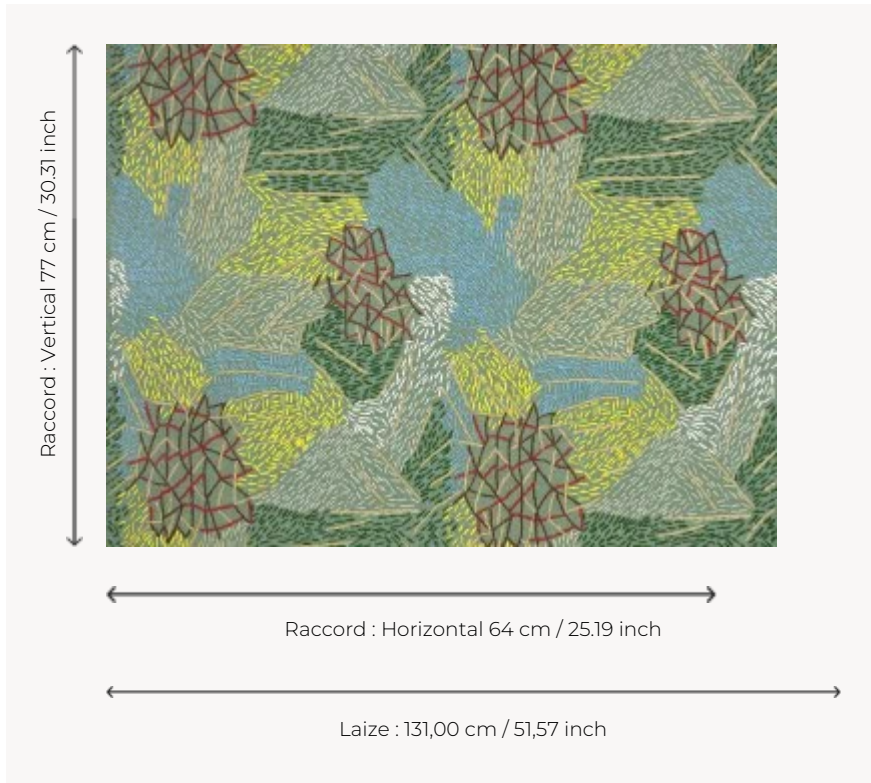 Raccord : Vertical 77 cm / 30.31 inch
Raccord : Horizontal 64 cm / 25.19 inch
Laize : 131,00 cm / 51,57 inch